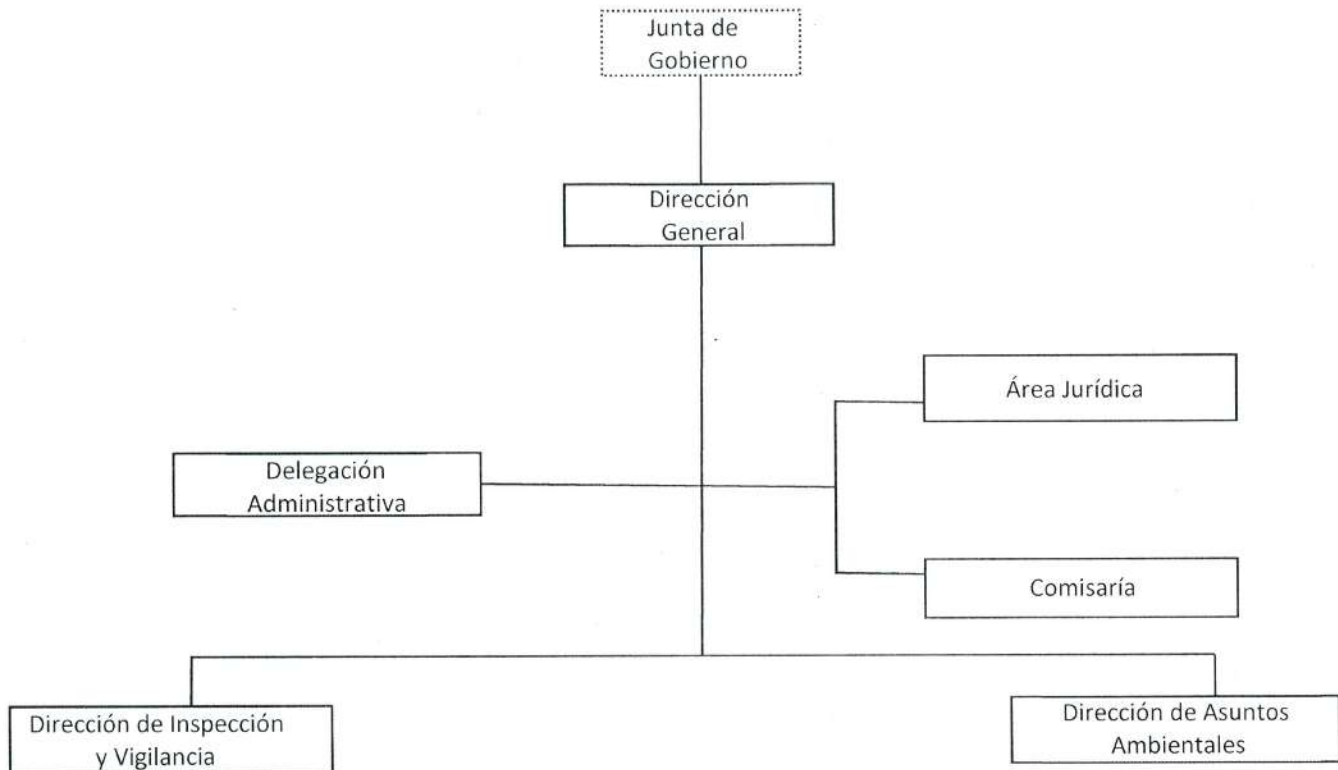 Junta de
Gobierno
Dirección
General
Área Jurídica
Delegación
Administrativa
Comisaría
Dirección de Inspección
y Vigilancia
Dirección de Asuntos
Ambientales